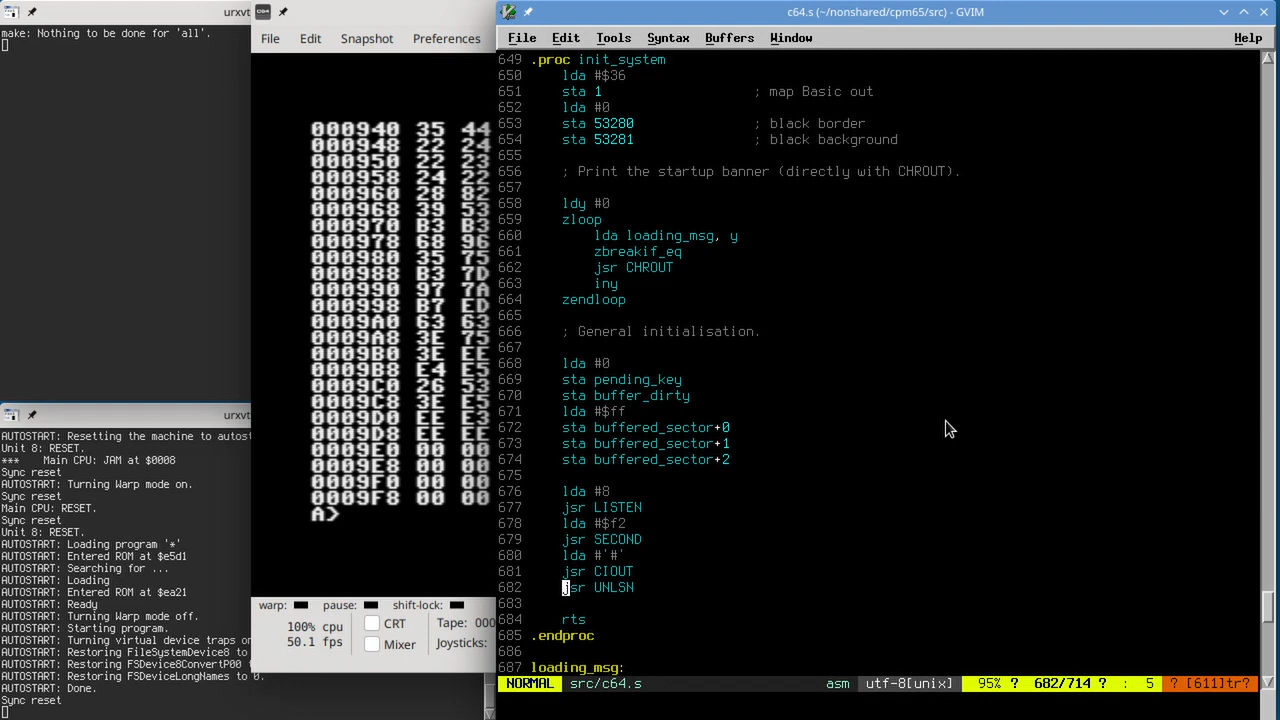 urxvt
make: Nothing to be done for 'all'.
urxvt
AUTOSTART: Resetting the machine to autost
Unit 8: RESET.
*** Main CPU: JAM at $0008
Sync reset
AUTOSTART: Turning Warp mode on.
Sync reset
Main CPU: RESET.
Sync reset
Unit 8: RESET.
AUTOSTART: Loading program '*'
AUTOSTART: Entered ROM at $e5d1
AUTOSTART: Searching for ...
AUTOSTART: Loading
AUTOSTART: Entered ROM at $ea21
AUTOSTART: Ready
AUTOSTART: Turning Warp mode off.
AUTOSTART: Starting program.
AUTOSTART: Turning virtual device traps on
AUTOSTART: Restoring FileSystemDevice8 to
AUTOSTART: Restoring FSDevice8ConvertP00
AUTOSTART: Restoring FSDeviceLongNames to 0.
AUTOSTART: Done.
Sync reset
C64
File Edit Snapshot Preferences
000940 35 44
000948 22 24
000950 22 23
000958 24 22
000960 28 82
000968 39 53
000970 B3 B3
000978 68 96
000980 35 75
000988 B3 7D
000990 97 7A
000998 B7 ED
0009A0 63 63
0009A8 3E 75
0009B0 3E EE
0009B8 E4 E5
0009C0 26 53
0009C8 3E E5
0009D0 EE E3
0009D8 EE EE
0009E0 00 00
0009E8 00 00
0009F0 00 00
0009F8 00 00
A>
warp: pause: shift-lock:
100% cpu CRT Tape: 000
50.1 fps Mixer Joysticks:
c64.s (~/nonshared/cpm65/src) - GVIM
File Edit Tools Syntax Buffers Window Help
649 .proc init_system
650 lda #$36
651 sta 1 ; map Basic out
652 lda #0
653 sta 53280 ; black border
654 sta 53281 ; black background
655
656 ; Print the startup banner (directly with CHROUT).
657
658 ldy #0
659 zloop
660 lda loading_msg, y
661 zbreakif_eq
662 jsr CHROUT
663 iny
664 zendloop
665
666 ; General initialisation.
667
668 lda #0
669 sta pending_key
670 sta buffer_dirty
671 lda #$ff
672 sta buffered_sector+0
673 sta buffered_sector+1
674 sta buffered_sector+2
675
676 lda #8
677 jsr LISTEN
678 lda #$f2
679 jsr SECOND
680 lda #'#'
681 jsr CIOUT
682 jsr UNLSN
683
684 rts
685 .endproc
686
687 loading_msg:
NORMAL src/c64.s asm utf-8[unix] 95% ? 682/714 ? : 5 ? [611]tr?